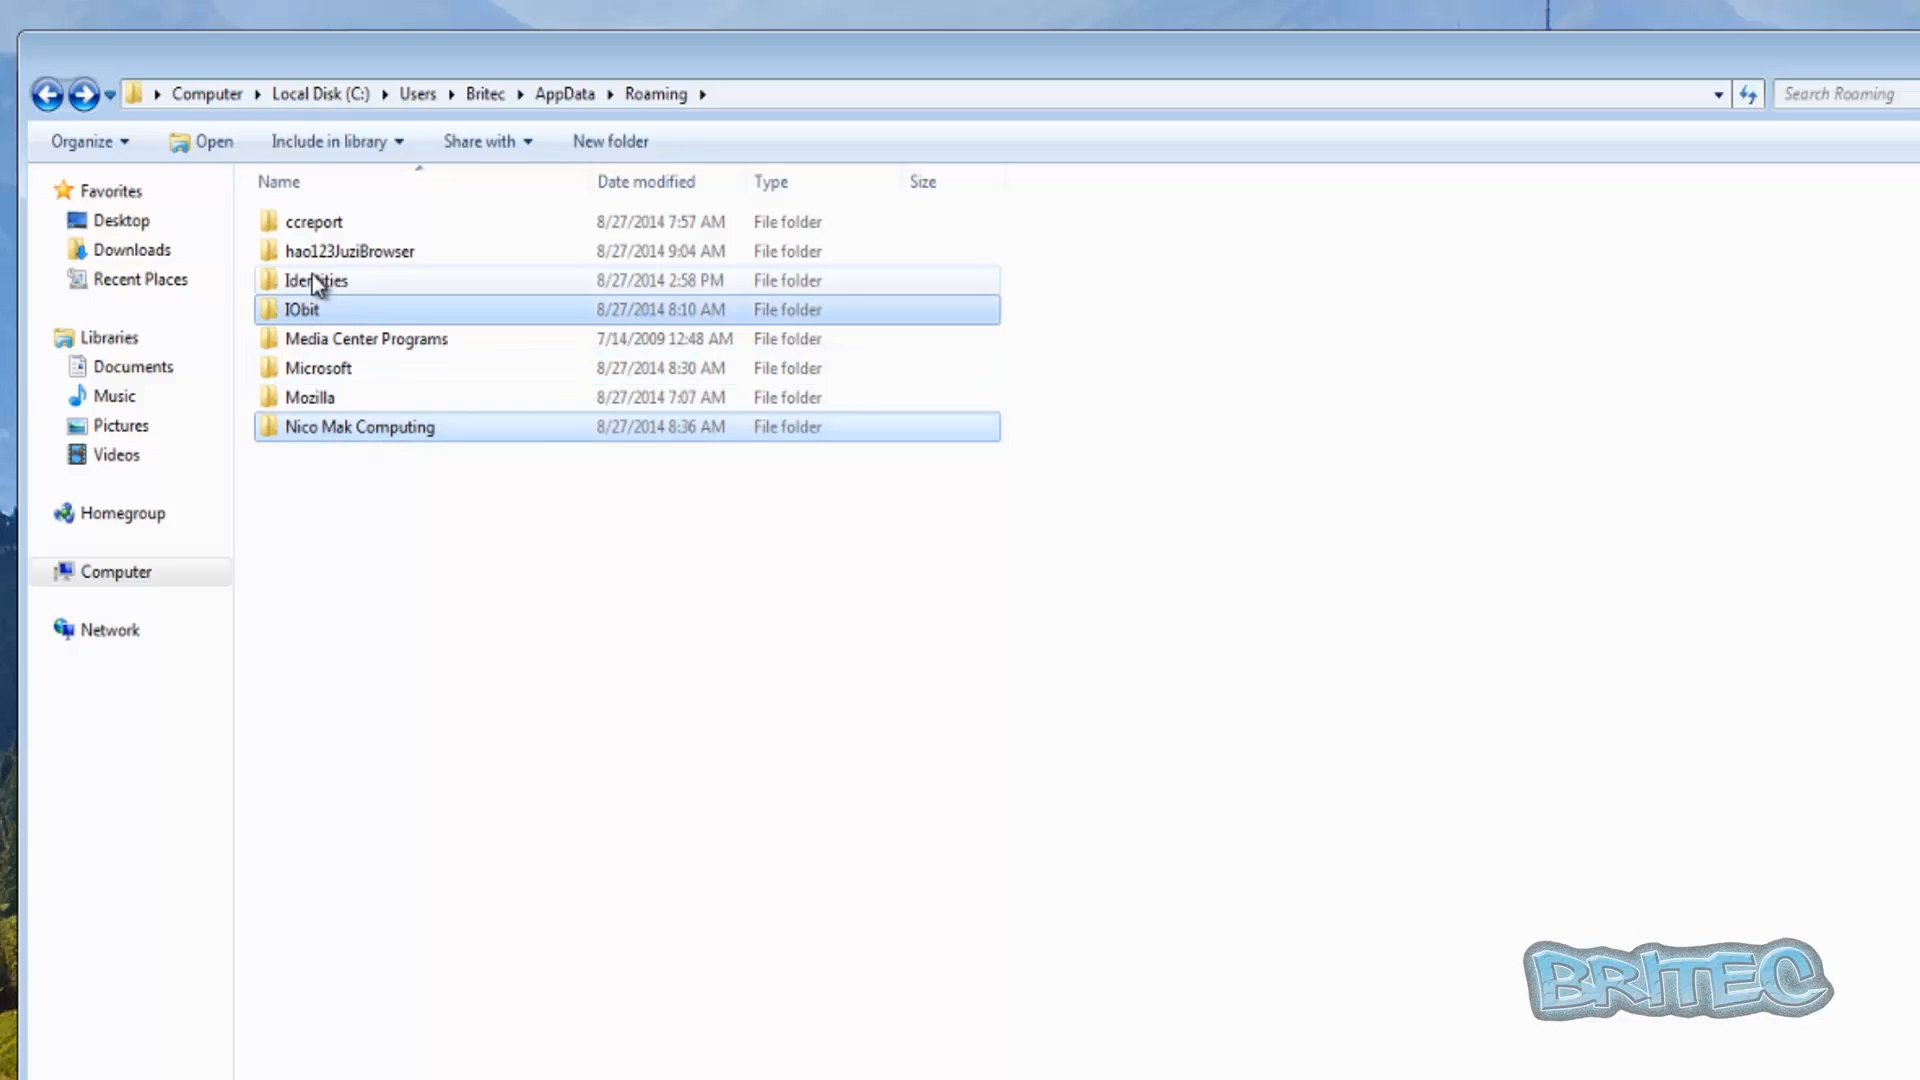 Computer Local Disk (C:) Users Britec AppData Roaming
Search Roaming
Organize Open Include in library Share with New folder
Name Date modified Type Size
Favorites
Desktop
Downloads
Recent Places
Libraries
Documents
Music
Pictures
Videos
Homegroup
Computer
Network
ccreport 8/27/2014 7:57 AM File folder
hao123JuziBrowser 8/27/2014 9:04 AM File folder
Identities 8/27/2014 2:58 PM File folder
IObit 8/27/2014 8:10 AM File folder
Media Center Programs 7/14/2009 12:48 AM File folder
Microsoft 8/27/2014 8:30 AM File folder
Mozilla 8/27/2014 7:07 AM File folder
Nico Mak Computing 8/27/2014 8:36 AM File folder
BRITEC